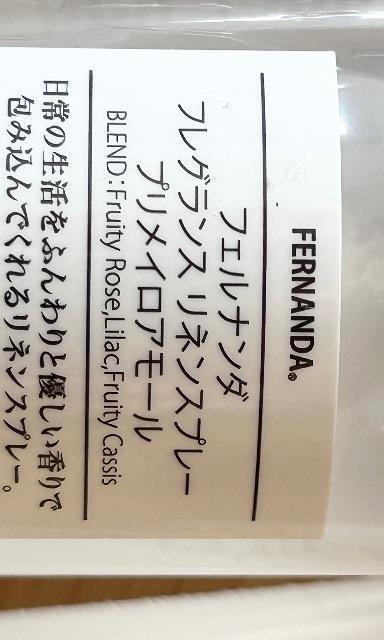 FERNANDA®
フェルナンダ
フレグランス リネンスプレー
プリメイロアモール
BLEND:Fruity Rose,Lilac,Fruity Cassis
日常の生活をふんわりと優しい香りで
包み込んでくれるリネンスプレー。